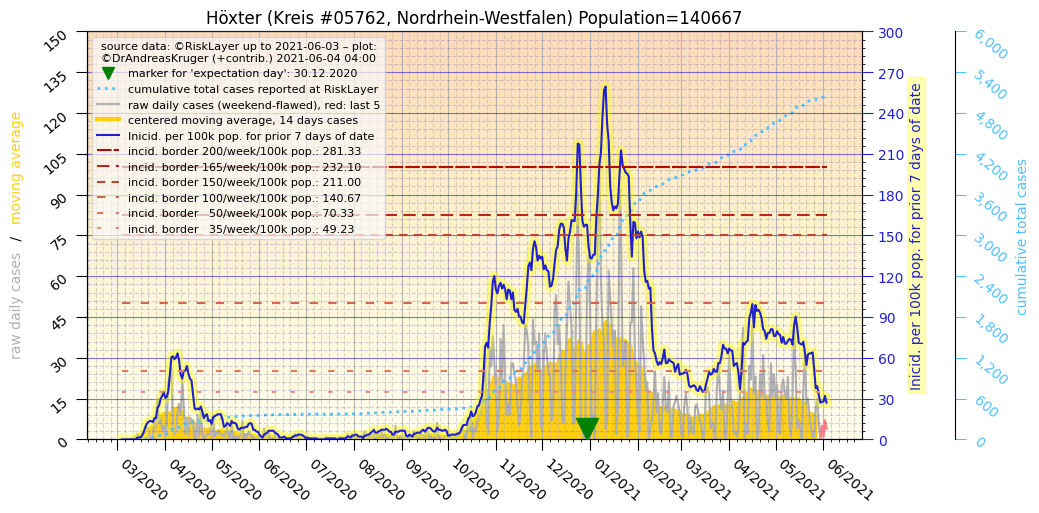 Höxter (Kreis #05762, Nordrhein-Westfalen) Population=140667
source data: ©RiskLayer up to 2021-06-03 – plot:
©DrAndreasKruger (+contrib.) 2021-06-04 04:00
marker for 'expectation day': 30.12.2020
cumulative total cases reported at RiskLayer
raw daily cases (weekend-flawed), red: last 5
centered moving average, 14 days cases
Inicid. per 100k pop. for prior 7 days of date
incid. border 200/week/100k pop.: 281.33
incid. border 165/week/100k pop.: 232.10
incid. border 150/week/100k pop.: 211.00
incid. border 100/week/100k pop.: 140.67
incid. border   50/week/100k pop.: 70.33
incid. border   35/week/100k pop.: 49.23
raw daily cases / moving average
150
135
120
105
90
75
60
45
30
15
0
300
270
240
210
180
150
120
90
60
30
0
Inicid. per 100k pop. for prior 7 days of date
6,000
5,400
4,800
4,200
3,600
3,000
2,400
1,800
1,200
600
0
cumulative total cases
03/2020
04/2020
05/2020
06/2020
07/2020
08/2020
09/2020
10/2020
11/2020
12/2020
01/2021
02/2021
03/2021
04/2021
05/2021
06/2021